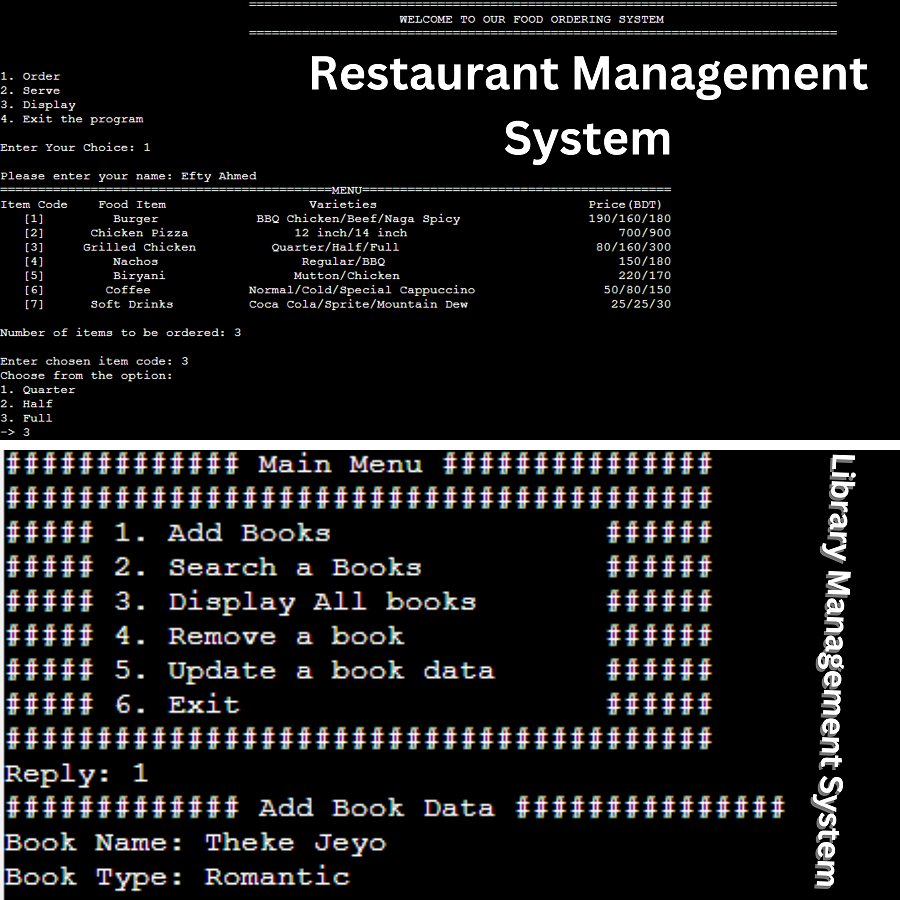 ================================================================================
WELCOME TO OUR FOOD ORDERING SYSTEM
================================================================================
Restaurant Management
System
1. Order
2. Serve
3. Display
4. Exit the program
Enter Your Choice: 1
Please enter your name: Efty Ahmed
============================================MENU=========================================
Item Code Food Item Varieties Price(BDT)
[1] Burger BBQ Chicken/Beef/Naga Spicy 190/160/180
[2] Chicken Pizza 12 inch/14 inch 700/900
[3] Grilled Chicken Quarter/Half/Full 80/160/300
[4] Nachos Regular/BBQ 150/180
[5] Biryani Mutton/Chicken 220/170
[6] Coffee Normal/Cold/Special Cappuccino 50/80/150
[7] Soft Drinks Coca Cola/Sprite/Mountain Dew 25/25/30
Number of items to be ordered: 3
Enter chosen item code: 3
Choose from the option:
1. Quarter
2. Half
3. Full
-> 3
############# Main Menu ###############
#######################################
##### 1. Add Books ######
##### 2. Search a Books ######
##### 3. Display All books ######
##### 4. Remove a book ######
##### 5. Update a book data ######
##### 6. Exit ######
#######################################
Reply: 1
############# Add Book Data ###############
Book Name: Theke Jeyo
Book Type: Romantic
Library Management System